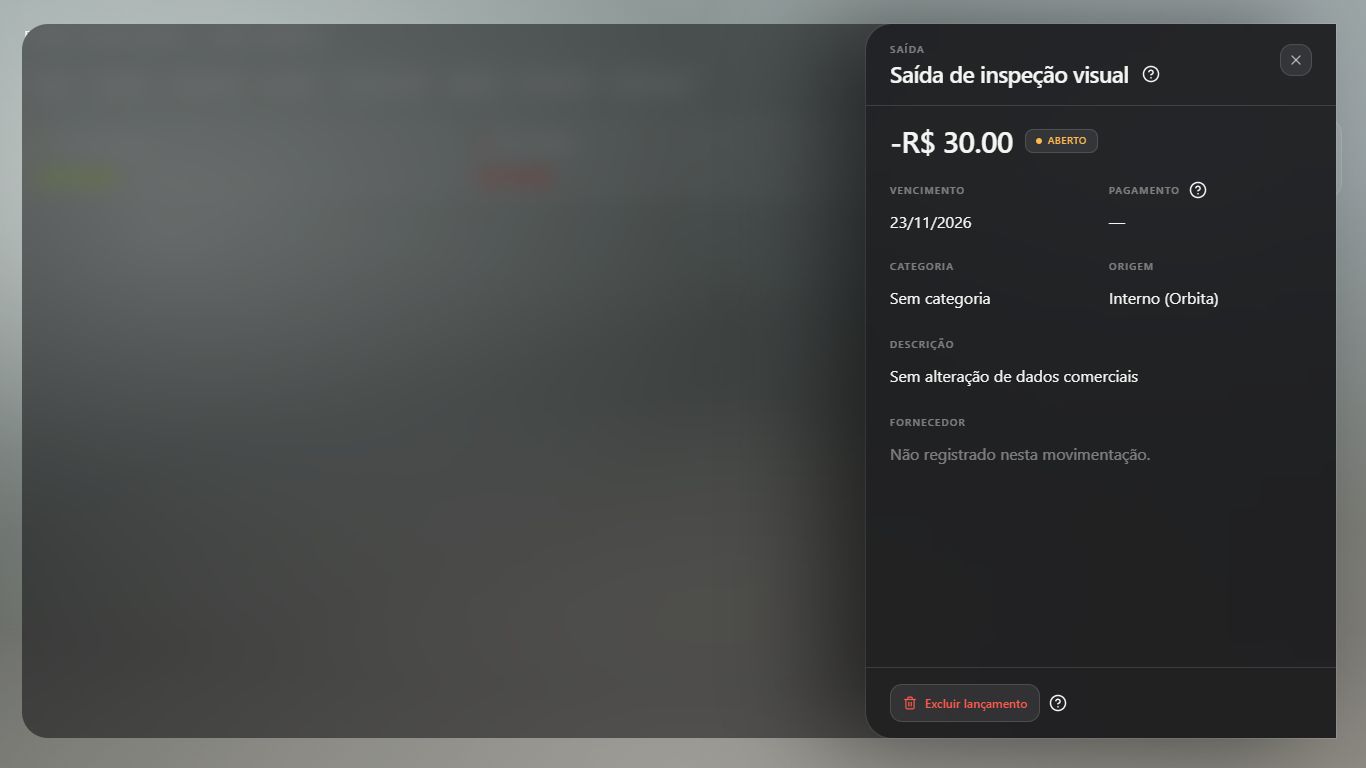 SAÍDA
Saída de inspeção visual
-R$ 30.00 ABERTO
VENCIMENTO PAGAMENTO
23/11/2026 —
CATEGORIA ORIGEM
Sem categoria Interno (Orbita)
DESCRIÇÃO
Sem alteração de dados comerciais
FORNECEDOR
Não registrado nesta movimentação.
Excluir lançamento